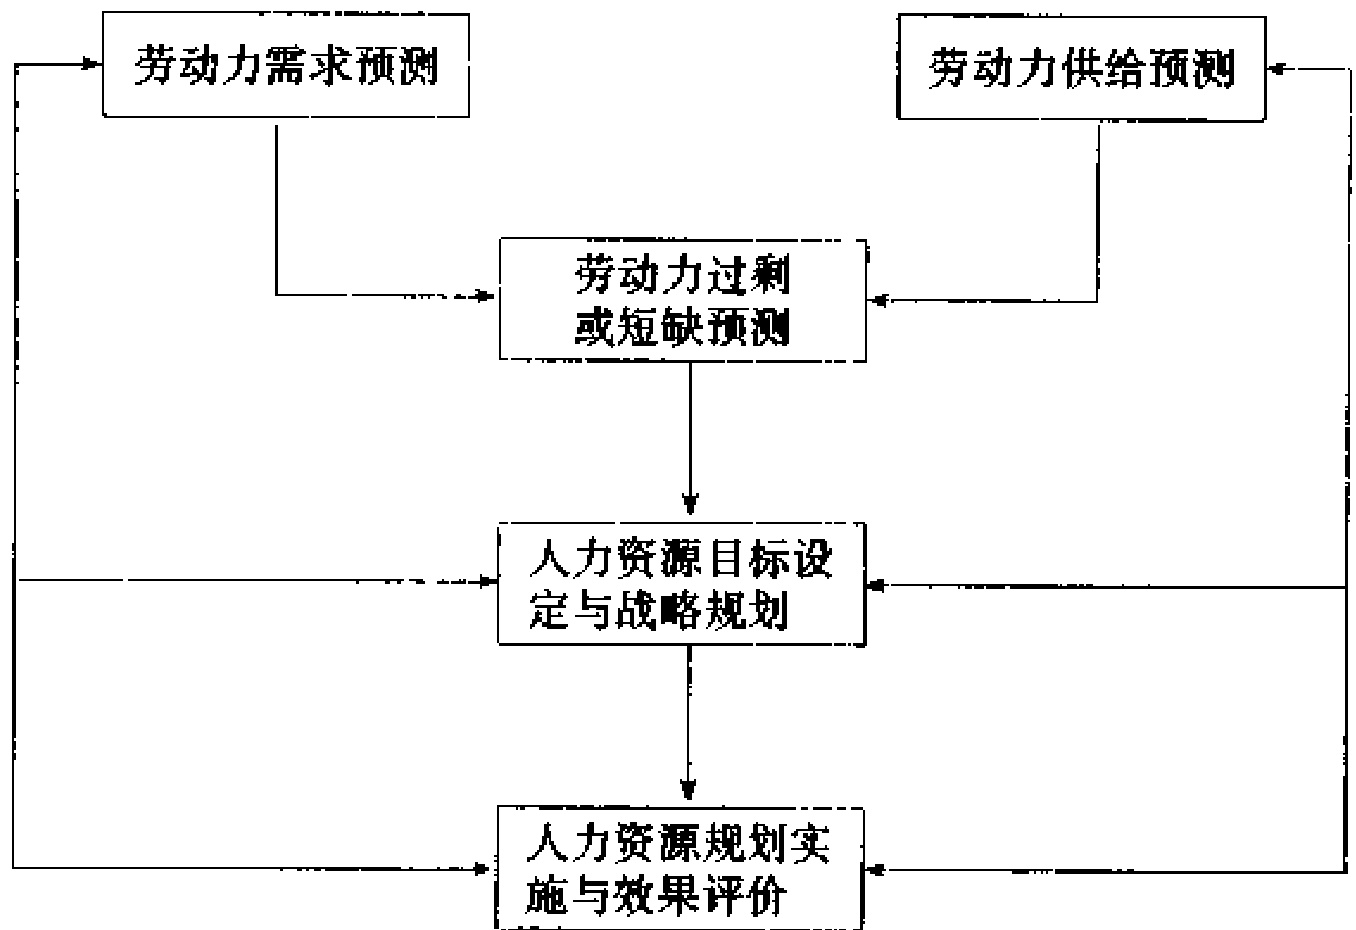 劳动力需求预测
劳动力供给预测
劳动力过剩
或短缺预测
人力资源目标设
定与战略规划
人力资源规划实
施与效果评价